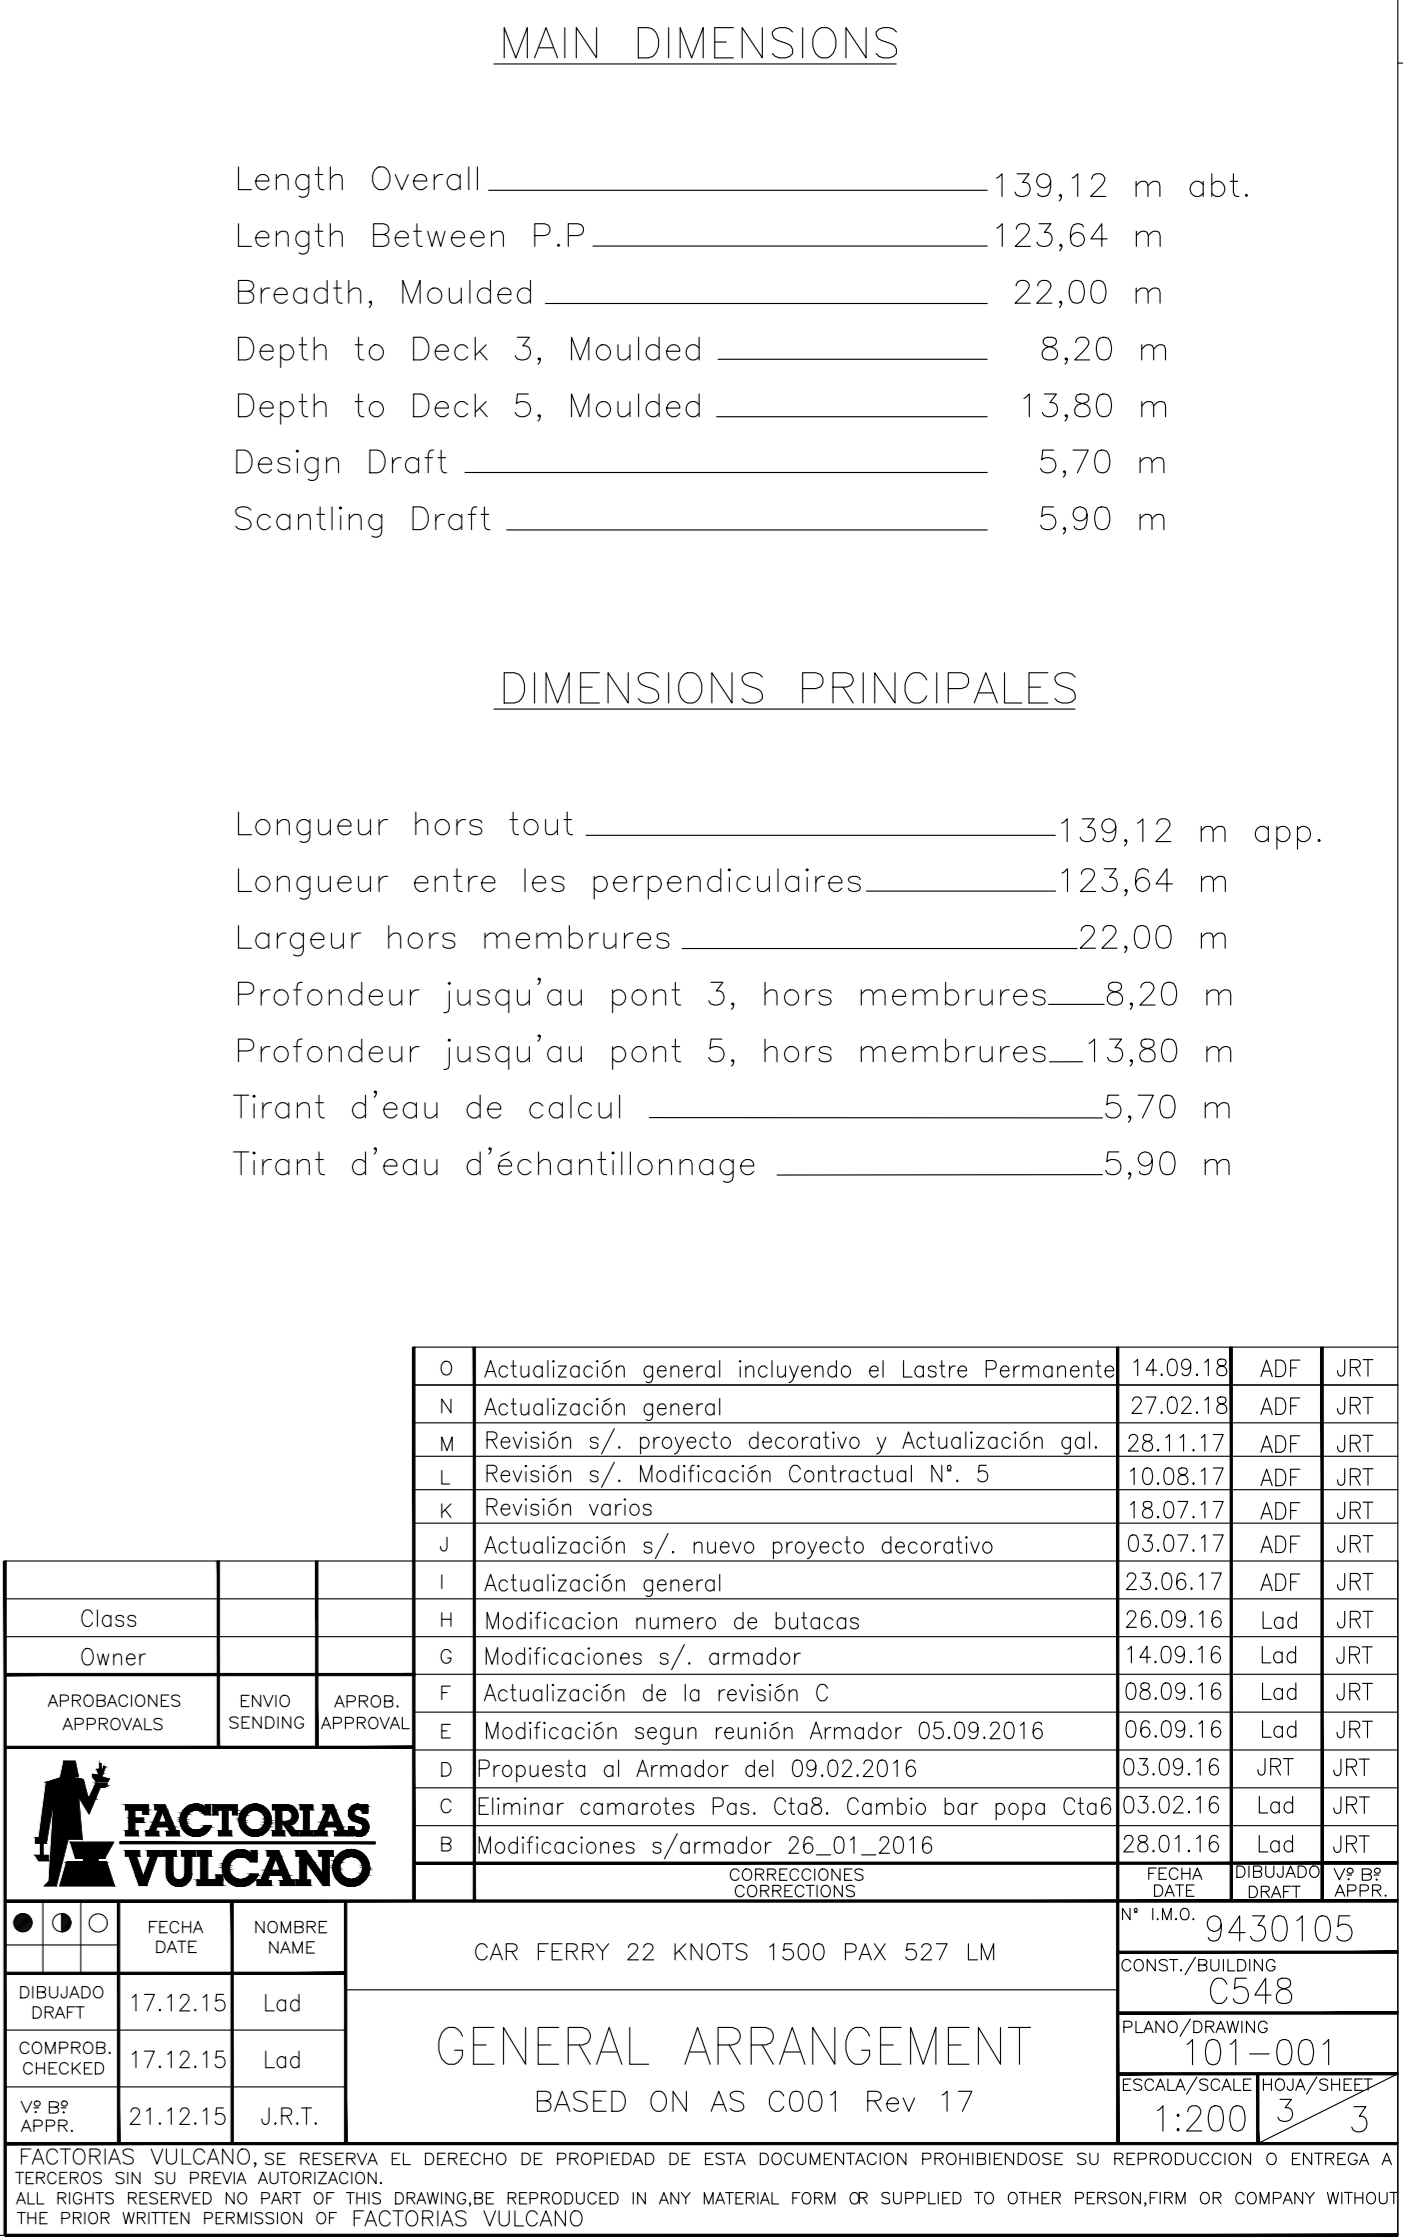 MAIN DIMENSIONS
Length Overall 139,12 m abt.
Length Between P.P 123,64 m
Breadth, Moulded 22,00 m
Depth to Deck 3, Moulded 8,20 m
Depth to Deck 5, Moulded 13,80 m
Design Draft 5,70 m
Scantling Draft 5,90 m
DIMENSIONS PRINCIPALES
Longueur hors tout 139,12 m app.
Longueur entre les perpendiculaires 123,64 m
Largeur hors membrures 22,00 m
Profondeur jusqu'au pont 3, hors membrures 8,20 m
Profondeur jusqu'au pont 5, hors membrures 13,80 m
Tirant d'eau de calcul 5,70 m
Tirant d'eau d'échantillonnage 5,90 m
O Actualización general incluyendo el Lastre Permanente 14.09.18 ADF JRT
N Actualización general 27.02.18 ADF JRT
M Revisión s/. proyecto decorativo y Actualización gal. 28.11.17 ADF JRT
L Revisión s/. Modificación Contractual Nº. 5 10.08.17 ADF JRT
K Revisión varios 18.07.17 ADF JRT
J Actualización s/. nuevo proyecto decorativo 03.07.17 ADF JRT
I Actualización general 23.06.17 ADF JRT
H Modificacion numero de butacas 26.09.16 Lad JRT
G Modificaciones s/. armador 14.09.16 Lad JRT
F Actualización de la revisión C 08.09.16 Lad JRT
E Modificación segun reunión Armador 05.09.2016 06.09.16 Lad JRT
D Propuesta al Armador del 09.02.2016 03.09.16 JRT JRT
C Eliminar camarotes Pas. Cta8. Cambio bar popa Cta6 03.02.16 Lad JRT
B Modificaciones s/armador 26_01_2016 28.01.16 Lad JRT
CORRECCIONES FECHA DIBUJADO Vº Bº
CORRECTIONS DATE DRAFT APPR.
Class
Owner
APROBACIONES ENVIO APROB.
APPROVALS SENDING APPROVAL
FACTORIAS
VULCANO
FECHA NOMBRE
DATE NAME
DIBUJADO
DRAFT 17.12.15 Lad
COMPROB.
CHECKED 17.12.15 Lad
Vº Bº
APPR. 21.12.15 J.R.T.
CAR FERRY 22 KNOTS 1500 PAX 527 LM
GENERAL ARRANGEMENT
BASED ON AS C001 Rev 17
Nº I.M.O. 9430105
CONST./BUILDING
C548
PLANO/DRAWING
101-001
ESCALA/SCALE HOJA/SHEET
1:200 3/3
FACTORIAS VULCANO, SE RESERVA EL DERECHO DE PROPIEDAD DE ESTA DOCUMENTACION PROHIBIENDOSE SU REPRODUCCION O ENTREGA A
TERCEROS SIN SU PREVIA AUTORIZACION.
ALL RIGHTS RESERVED NO PART OF THIS DRAWING,BE REPRODUCED IN ANY MATERIAL FORM OR SUPPLIED TO OTHER PERSON,FIRM OR COMPANY WITHOUT
THE PRIOR WRITTEN PERMISSION OF FACTORIAS VULCANO